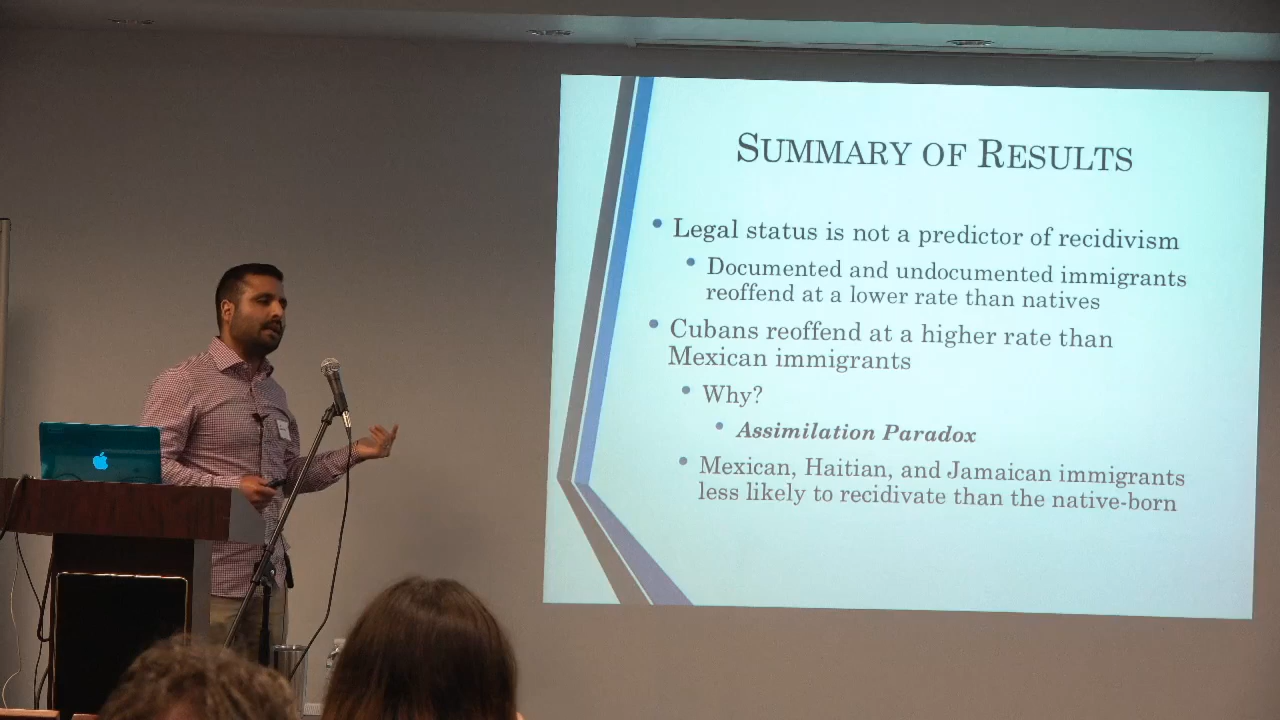 SUMMARY OF RESULTS
• Legal status is not a predictor of recidivism
• Documented and undocumented immigrants
reoffend at a lower rate than natives
• Cubans reoffend at a higher rate than
Mexican immigrants
• Why?
• Assimilation Paradox
• Mexican, Haitian, and Jamaican immigrants
less likely to recidivate than the native-born